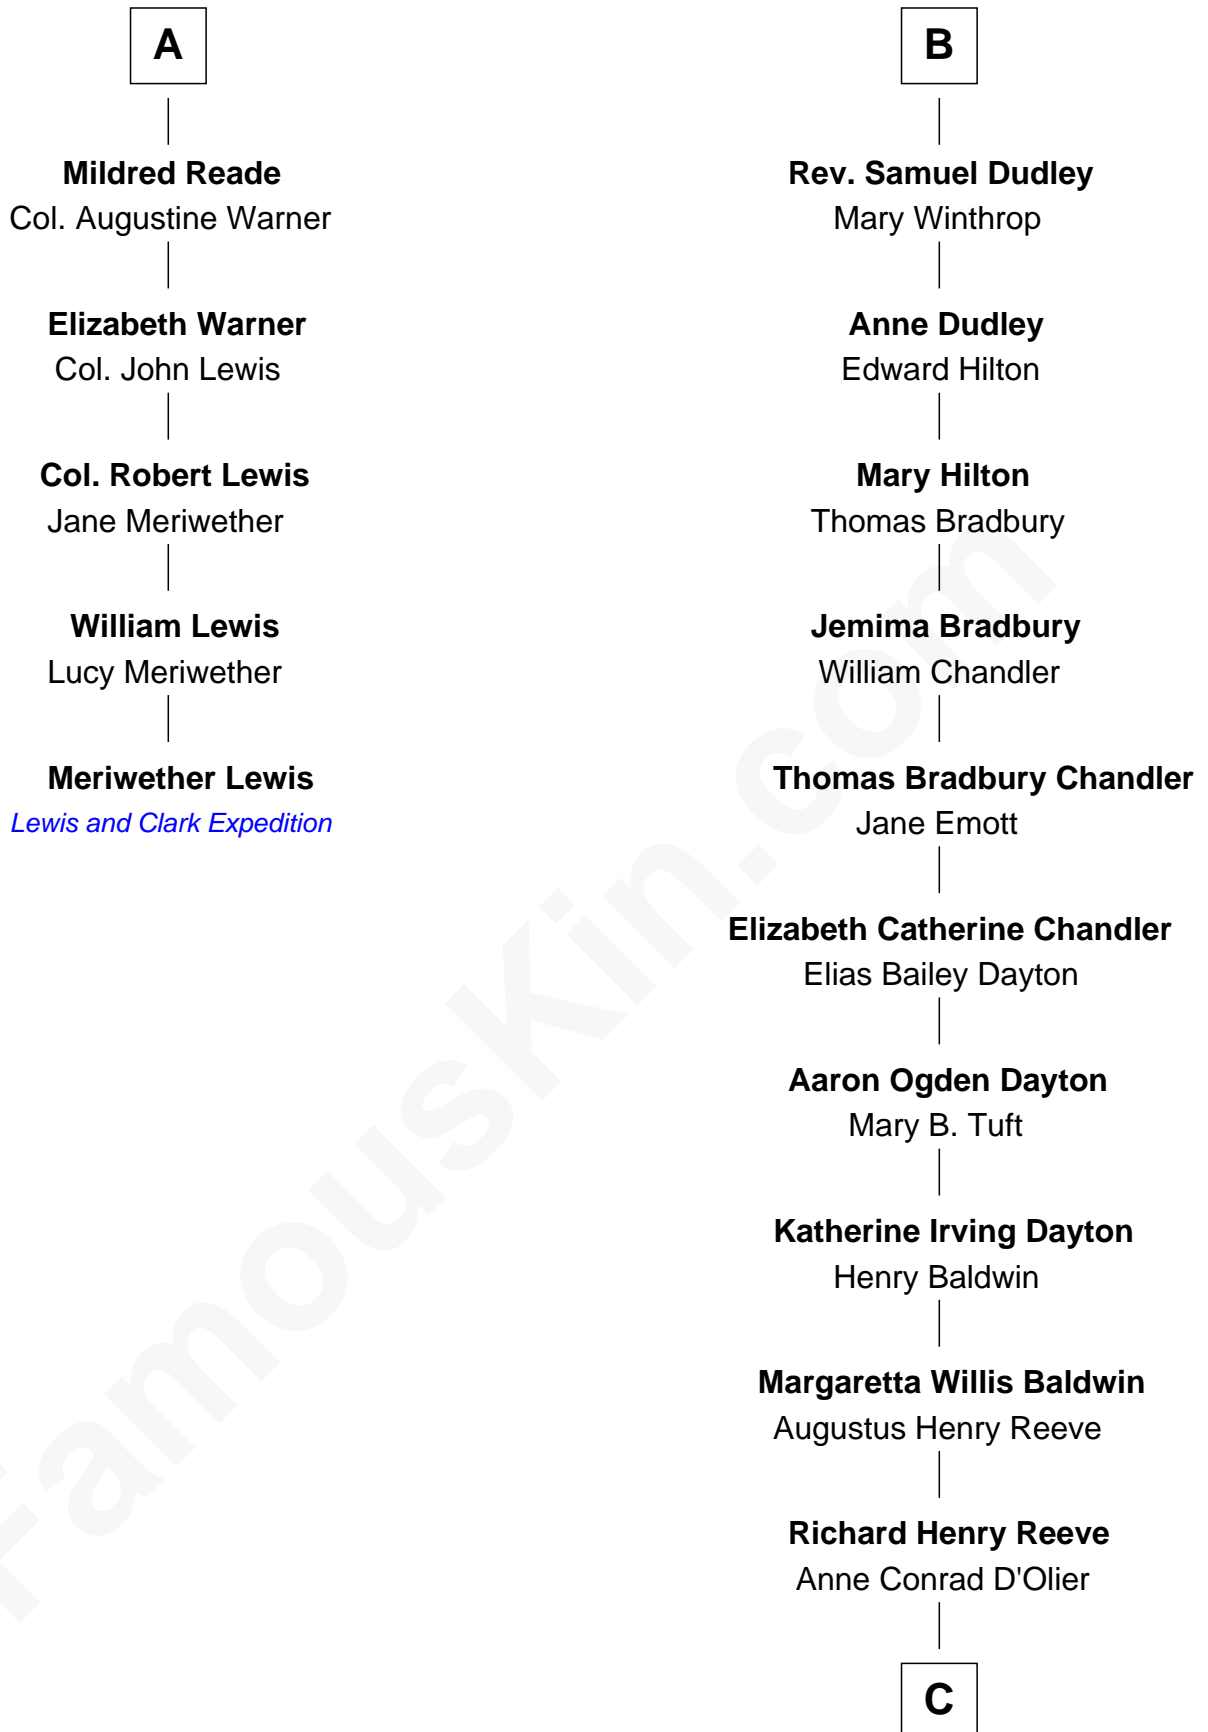 A
Mildred Reade
Col. Augustine Warner
Elizabeth Warner
Col. John Lewis
Col. Robert Lewis
Jane Meriwether
William Lewis
Lucy Meriwether
Meriwether Lewis
Lewis and Clark Expedition
B
Rev. Samuel Dudley
Mary Winthrop
Anne Dudley
Edward Hilton
Mary Hilton
Thomas Bradbury
Jemima Bradbury
William Chandler
Thomas Bradbury Chandler
Jane Emott
Elizabeth Catherine Chandler
Elias Bailey Dayton
Aaron Ogden Dayton
Mary B. Tuft
Katherine Irving Dayton
Henry Baldwin
Margaretta Willis Baldwin
Augustus Henry Reeve
Richard Henry Reeve
Anne Conrad D'Olier
C
FamousKin.com